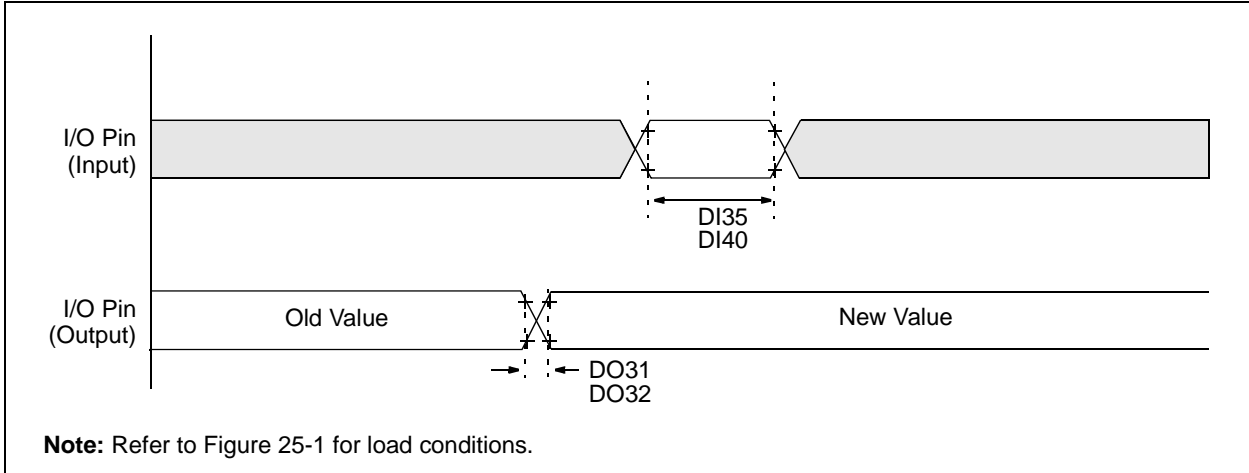 I/O Pin
(Input)
DI35
DI40
I/O Pin
(Output)
Old Value
New Value
DO31
DO32
Note: Refer to Figure 25-1 for load conditions.